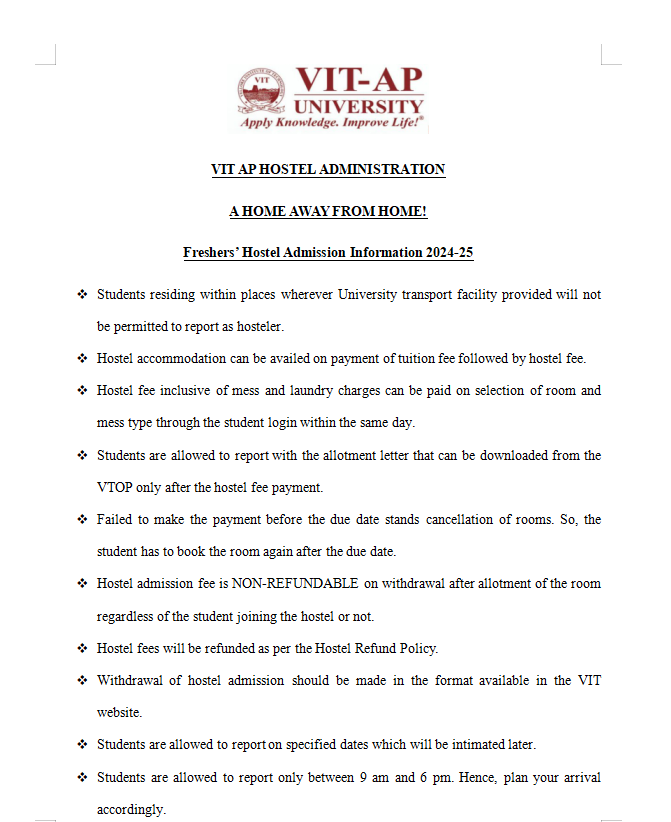 VIT
VIT-AP
UNIVERSITY
Apply Knowledge. Improve Life!®
VIT AP HOSTEL ADMINISTRATION
A HOME AWAY FROM HOME!
Freshers' Hostel Admission Information 2024-25
❖ Students residing within places wherever University transport facility provided will not
be permitted to report as hosteler.
❖ Hostel accommodation can be availed on payment of tuition fee followed by hostel fee.
❖ Hostel fee inclusive of mess and laundry charges can be paid on selection of room and
mess type through the student login within the same day.
❖ Students are allowed to report with the allotment letter that can be downloaded from the
VTOP only after the hostel fee payment.
❖ Failed to make the payment before the due date stands cancellation of rooms. So, the
student has to book the room again after the due date.
❖ Hostel admission fee is NON-REFUNDABLE on withdrawal after allotment of the room
regardless of the student joining the hostel or not.
❖ Hostel fees will be refunded as per the Hostel Refund Policy.
❖ Withdrawal of hostel admission should be made in the format available in the VIT
website.
❖ Students are allowed to report on specified dates which will be intimated later.
❖ Students are allowed to report only between 9 am and 6 pm. Hence, plan your arrival
accordingly.